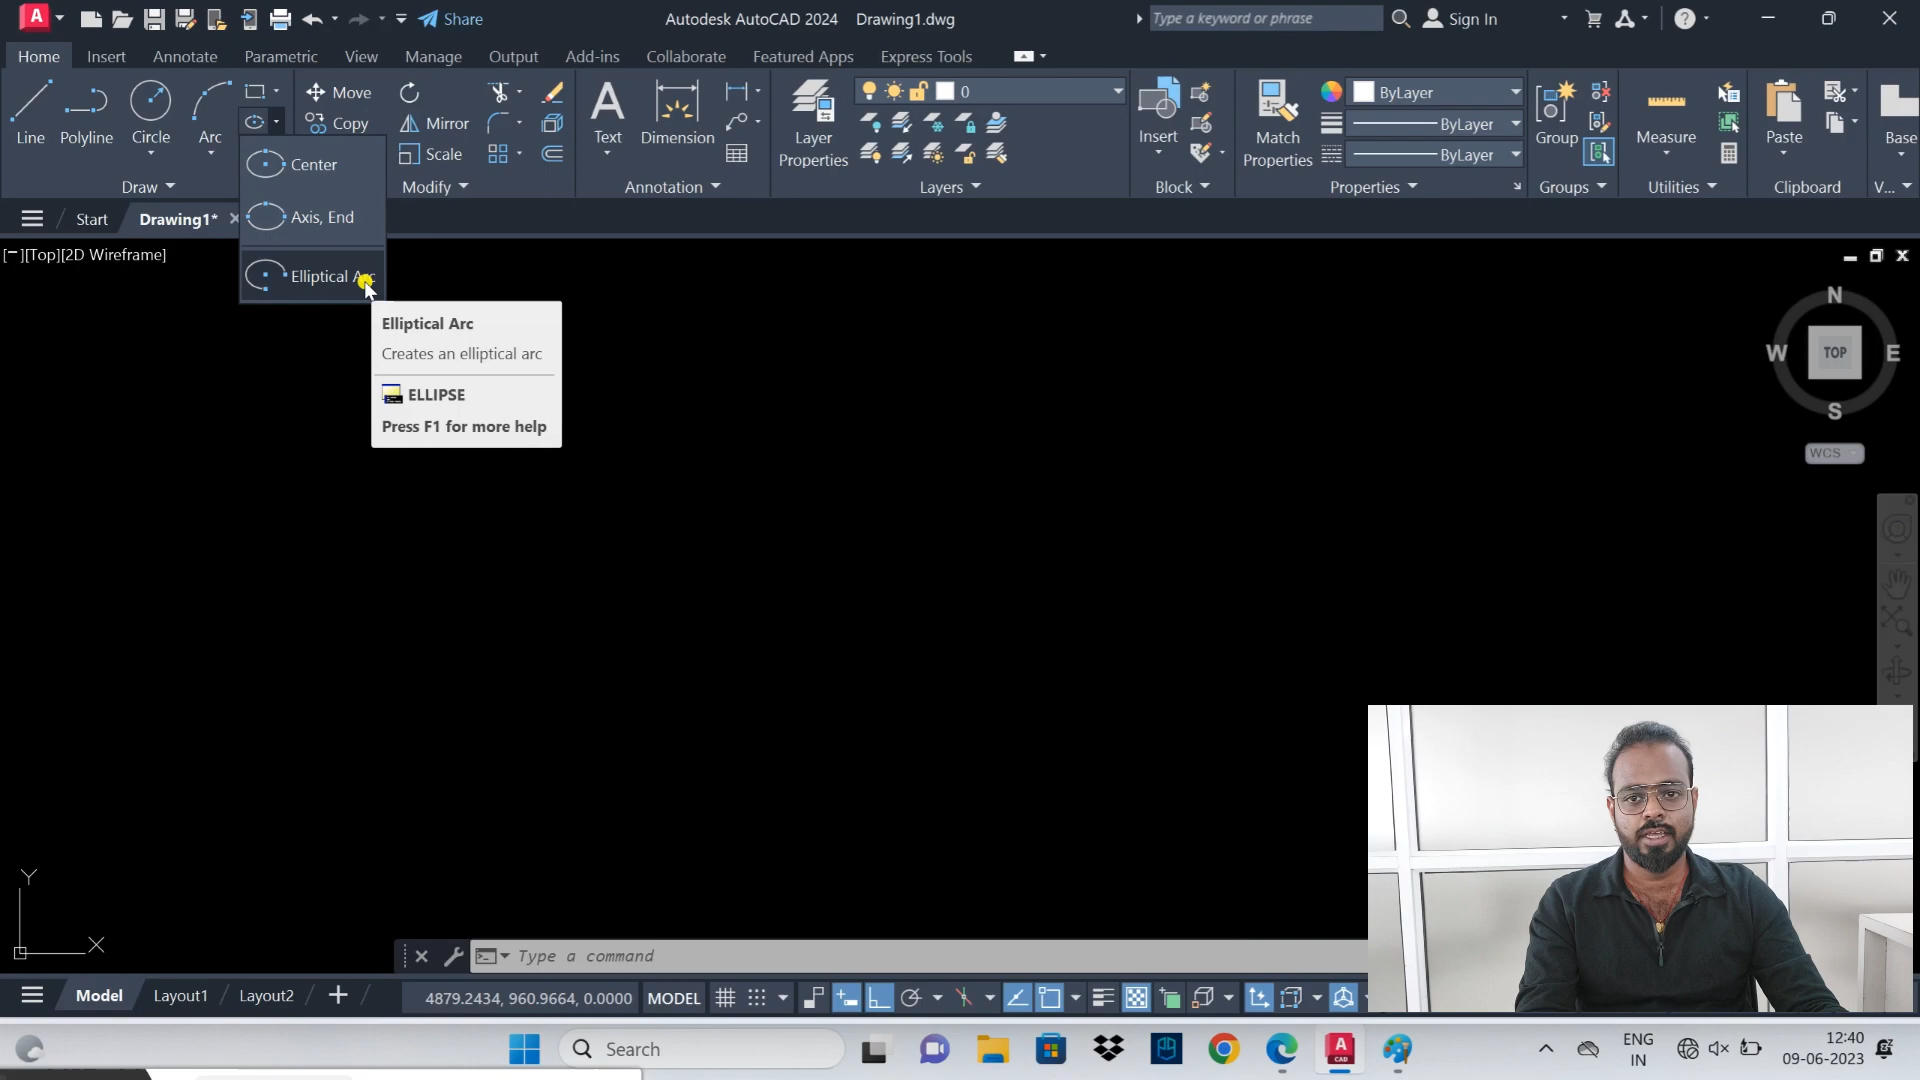 Share
Autodesk AutoCAD 2024 Drawing1.dwg
Type a keyword or phrase
Sign In
Home Insert Annotate Parametric View Manage Output Add-ins Collaborate Featured Apps Express Tools
Line Polyline Circle Arc
Draw
Move
Copy
Mirror
Scale
Modify
Center
Axis, End
Elliptical Arc
Text Dimension
Annotation
Layer
Properties
0
Layers
Insert
Block
Match
Properties
ByLayer
ByLayer
ByLayer
Properties
Group
Groups
Measure
Utilities
Paste
Clipboard
Base
V...
Start Drawing1*
[−][Top][2D Wireframe]
Elliptical Arc
Creates an elliptical arc
ELLIPSE
Press F1 for more help
N
W TOP E
S
WCS
Y
X
Type a command
Model Layout1 Layout2
4879.2434, 960.9664, 0.0000 MODEL
Search
A
CAD
ENG
IN
12:40
09-06-2023